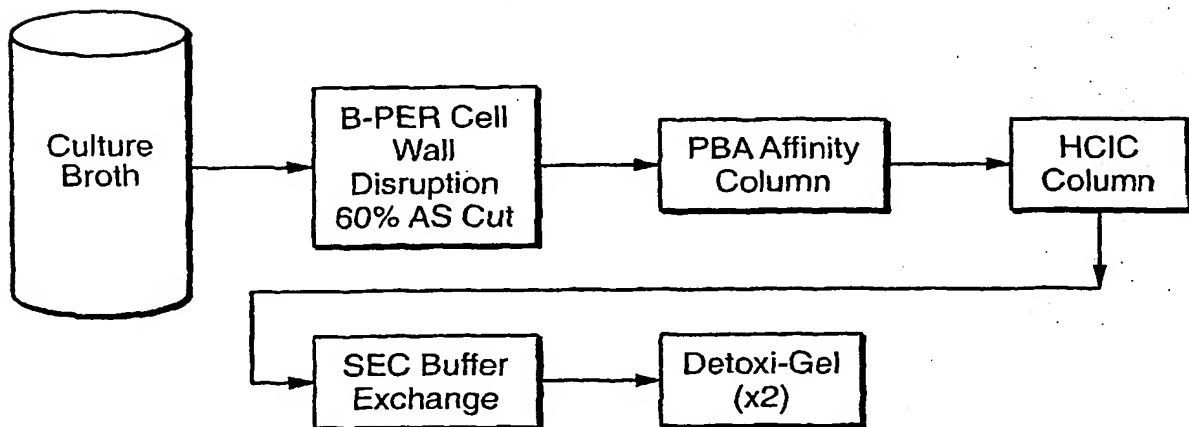 Culture
Broth
B-PER Cell
Wall
Disruption
60% AS Cut
PBA Affinity
Column
HCIC
Column
SEC Buffer
Exchange
Detoxi-Gel
(x2)